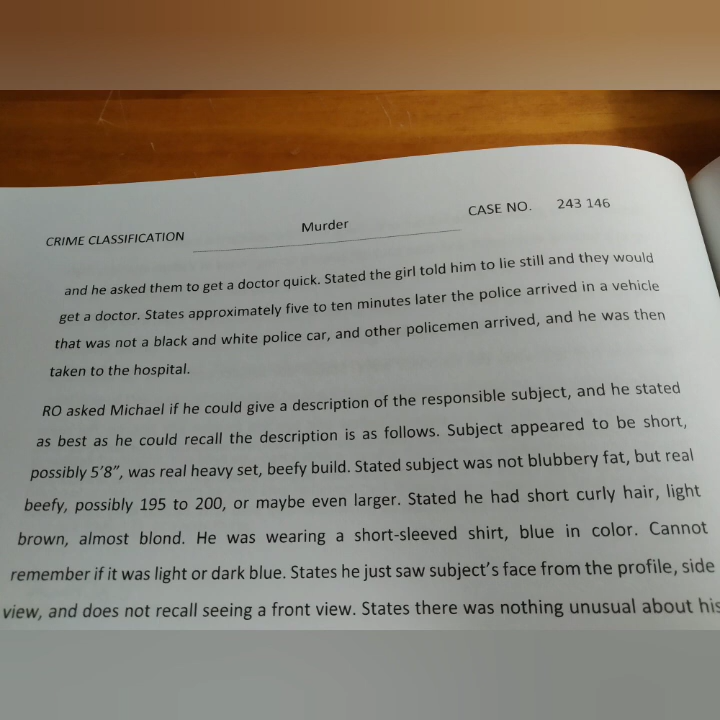 CRIME CLASSIFICATION Murder CASE NO. 243 146
and he asked them to get a doctor quick. Stated the girl told him to lie still and they would
get a doctor. States approximately five to ten minutes later the police arrived in a vehicle
that was not a black and white police car, and other policemen arrived, and he was then
taken to the hospital.
RO asked Michael if he could give a description of the responsible subject, and he stated
as best as he could recall the description is as follows. Subject appeared to be short,
possibly 5’8”, was real heavy set, beefy build. Stated subject was not blubbery fat, but real
beefy, possibly 195 to 200, or maybe even larger. Stated he had short curly hair, light
brown, almost blond. He was wearing a short-sleeved shirt, blue in color. Cannot
remember if it was light or dark blue. States he just saw subject’s face from the profile, side
view, and does not recall seeing a front view. States there was nothing unusual about his